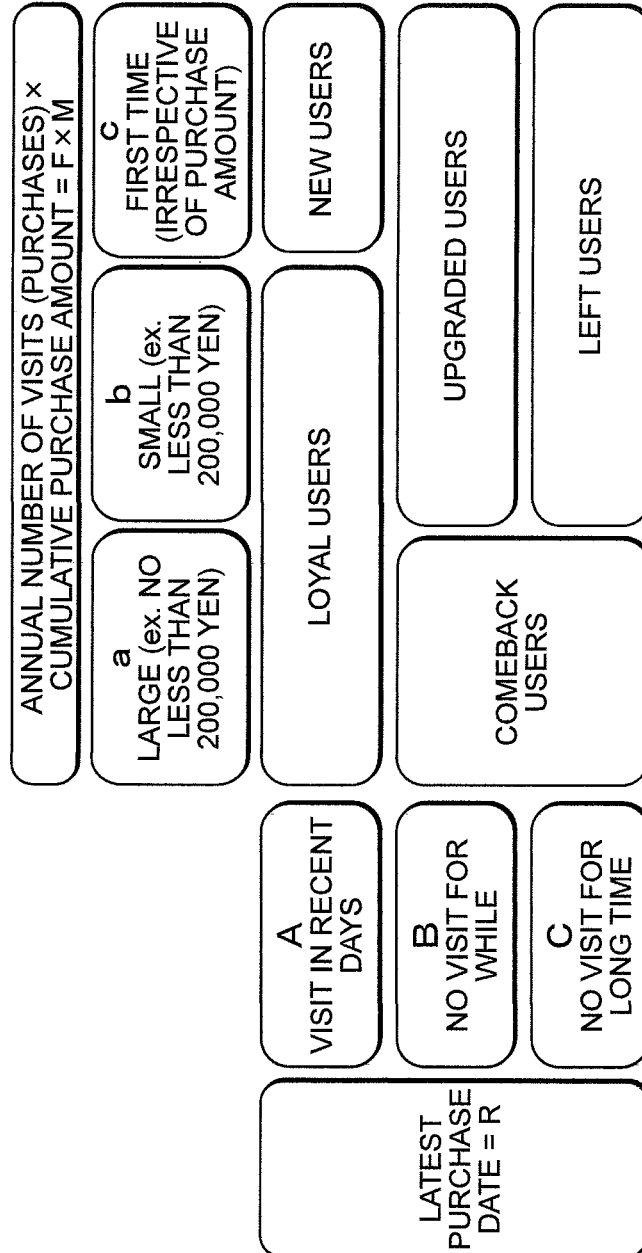 ANNUAL NUMBER OF VISITS (PURCHASES) ×
CUMULATIVE PURCHASE AMOUNT = F × M
a
LARGE (ex. NO
LESS THAN
200,000 YEN)
b
SMALL (ex.
LESS THAN
200,000 YEN)
c
FIRST TIME
(IRRESPECTIVE
OF PURCHASE
AMOUNT)
LATEST
PURCHASE
DATE = R
A
VISIT IN RECENT
DAYS
LOYAL USERS
NEW USERS
B
NO VISIT FOR
WHILE
COMEBACK
USERS
UPGRADED USERS
C
NO VISIT FOR
LONG TIME
LEFT USERS